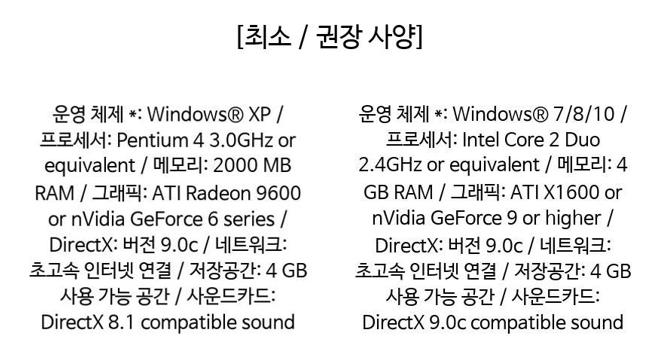 [최소 / 권장 사양]
운영 체제 *: Windows® XP /
프로세서: Pentium 4 3.0GHz or
equivalent / 메모리: 2000 MB
RAM / 그래픽: ATI Radeon 9600
or nVidia GeForce 6 series /
DirectX: 버전 9.0c / 네트워크:
초고속 인터넷 연결 / 저장공간: 4 GB
사용 가능 공간 / 사운드카드:
DirectX 8.1 compatible sound
운영 체제 *: Windows® 7/8/10 /
프로세서: Intel Core 2 Duo
2.4GHz or equivalent / 메모리: 4
GB RAM / 그래픽: ATI X1600 or
nVidia GeForce 9 or higher /
DirectX: 버전 9.0c / 네트워크:
초고속 인터넷 연결 / 저장공간: 4 GB
사용 가능 공간 / 사운드카드:
DirectX 9.0c compatible sound